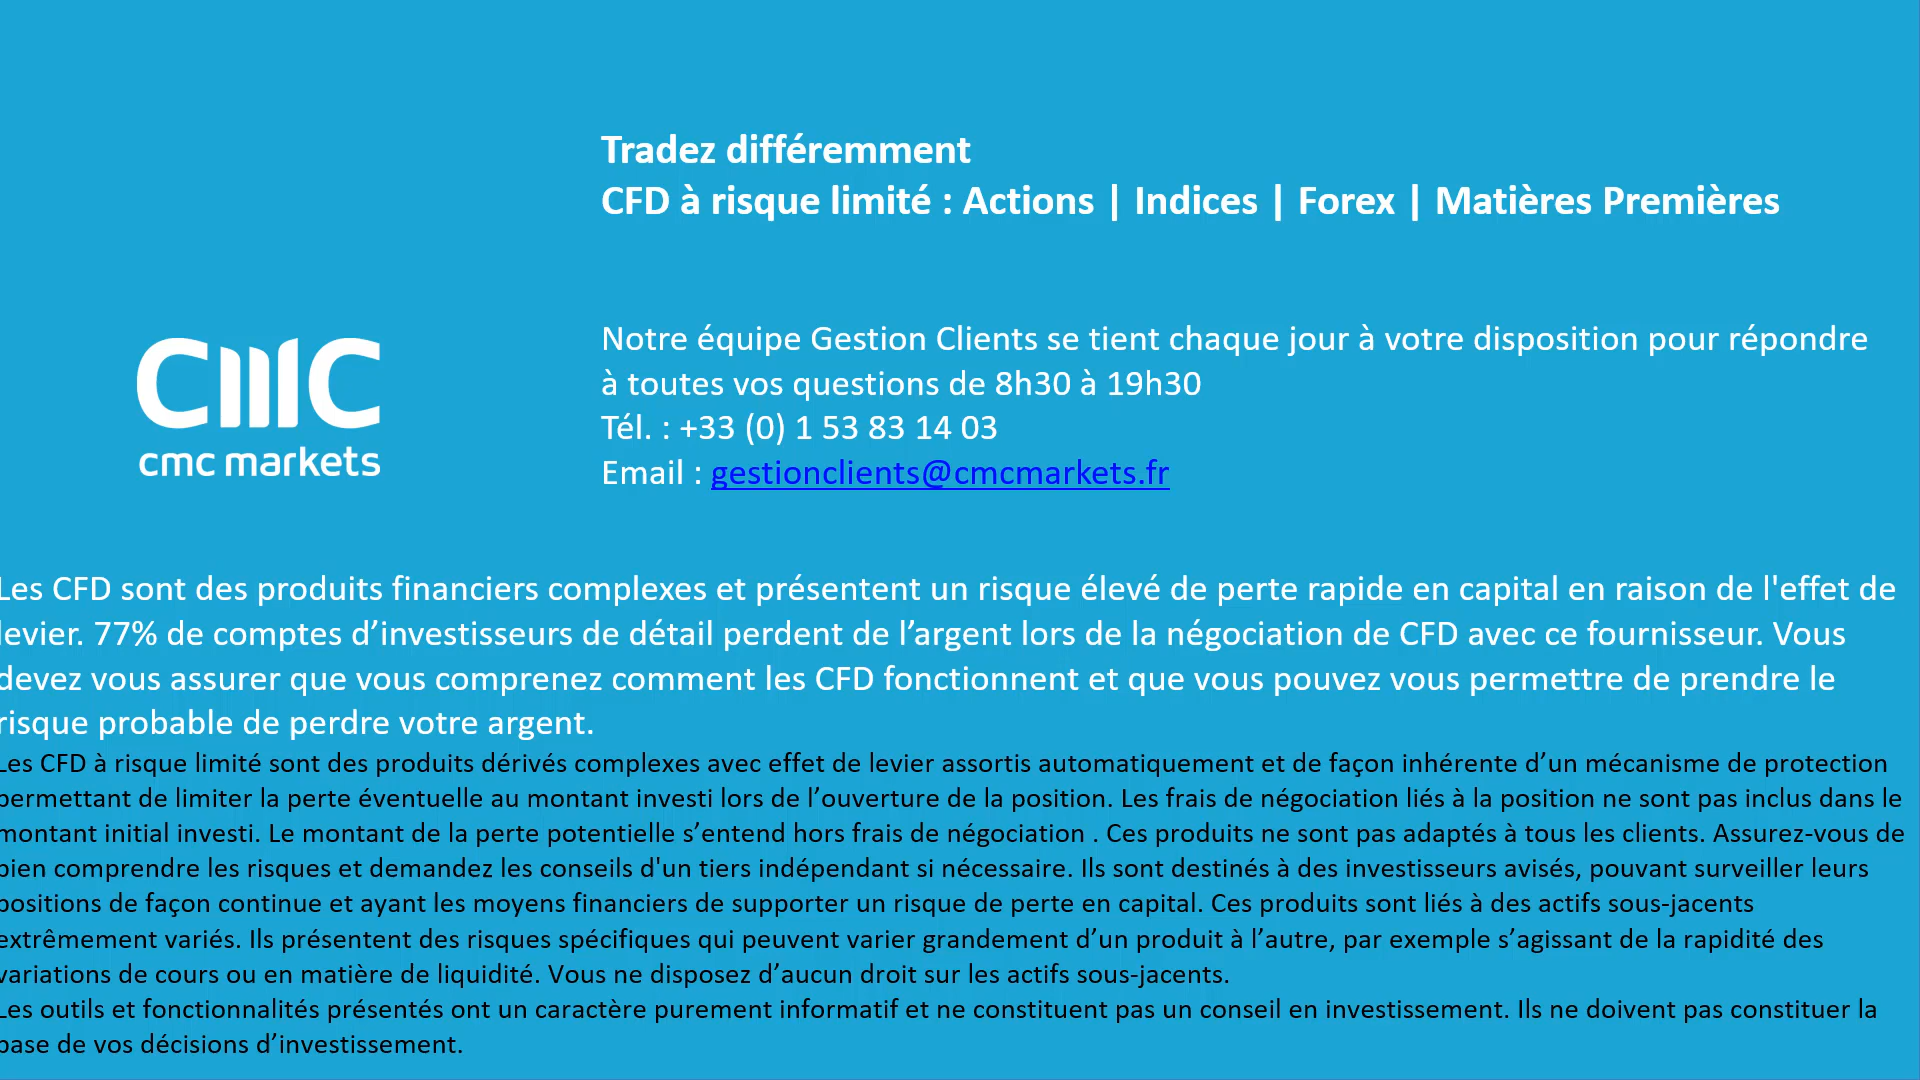 Tradez différemment
CFD à risque limité : Actions | Indices | Forex | Matières Premières
CMC
cmc markets
Notre équipe Gestion Clients se tient chaque jour à votre disposition pour répondre
à toutes vos questions de 8h30 à 19h30
Tél. : +33 (0) 1 53 83 14 03
Email : gestionclients@cmcmarkets.fr
Les CFD sont des produits financiers complexes et présentent un risque élevé de perte rapide en capital en raison de l'effet de
levier. 77% de comptes d’investisseurs de détail perdent de l’argent lors de la négociation de CFD avec ce fournisseur. Vous
devez vous assurer que vous comprenez comment les CFD fonctionnent et que vous pouvez vous permettre de prendre le
risque probable de perdre votre argent.
Les CFD à risque limité sont des produits dérivés complexes avec effet de levier assortis automatiquement et de façon inhérente d’un mécanisme de protection
permettant de limiter la perte éventuelle au montant investi lors de l’ouverture de la position. Les frais de négociation liés à la position ne sont pas inclus dans le
montant initial investi. Le montant de la perte potentielle s’entend hors frais de négociation . Ces produits ne sont pas adaptés à tous les clients. Assurez-vous de
bien comprendre les risques et demandez les conseils d'un tiers indépendant si nécessaire. Ils sont destinés à des investisseurs avisés, pouvant surveiller leurs
positions de façon continue et ayant les moyens financiers de supporter un risque de perte en capital. Ces produits sont liés à des actifs sous-jacents
extrêmement variés. Ils présentent des risques spécifiques qui peuvent varier grandement d’un produit à l’autre, par exemple s’agissant de la rapidité des
variations de cours ou en matière de liquidité. Vous ne disposez d’aucun droit sur les actifs sous-jacents.
Les outils et fonctionnalités présentés ont un caractère purement informatif et ne constituent pas un conseil en investissement. Ils ne doivent pas constituer la
base de vos décisions d’investissement.